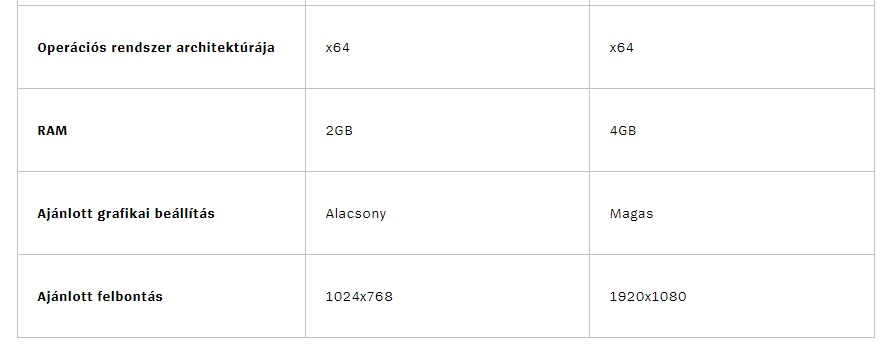 Operációs rendszer architektúrája x64 x64
RAM 2GB 4GB
Ajánlott grafikai beállítás Alacsony Magas
Ajánlott felbontás 1024x768 1920x1080